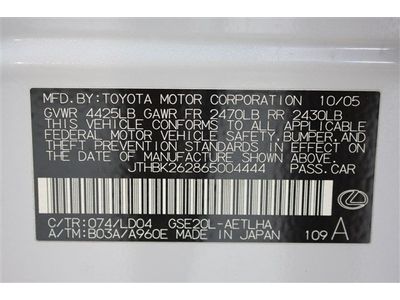 MFD.BY:TOYOTA MOTOR CORPORATION 10/05
GVWR 4425LB GAWR FR 2470LB RR 2430LB
THIS VEHICLE CONFORMS TO ALL APPLICABLE
FEDERAL MOTOR VEHICLE SAFETY,BUMPER,AND
THEFT PREVENTION STANDARDS IN EFFECT ON
THE DATE OF MANUFACTURE SHOWN ABOVE.
JTHBK262865004444 PASS.CAR
C/TR:074/LD04 GSE20L-AETLHA
A/TM:B03A/A960E MADE IN JAPAN 109 A